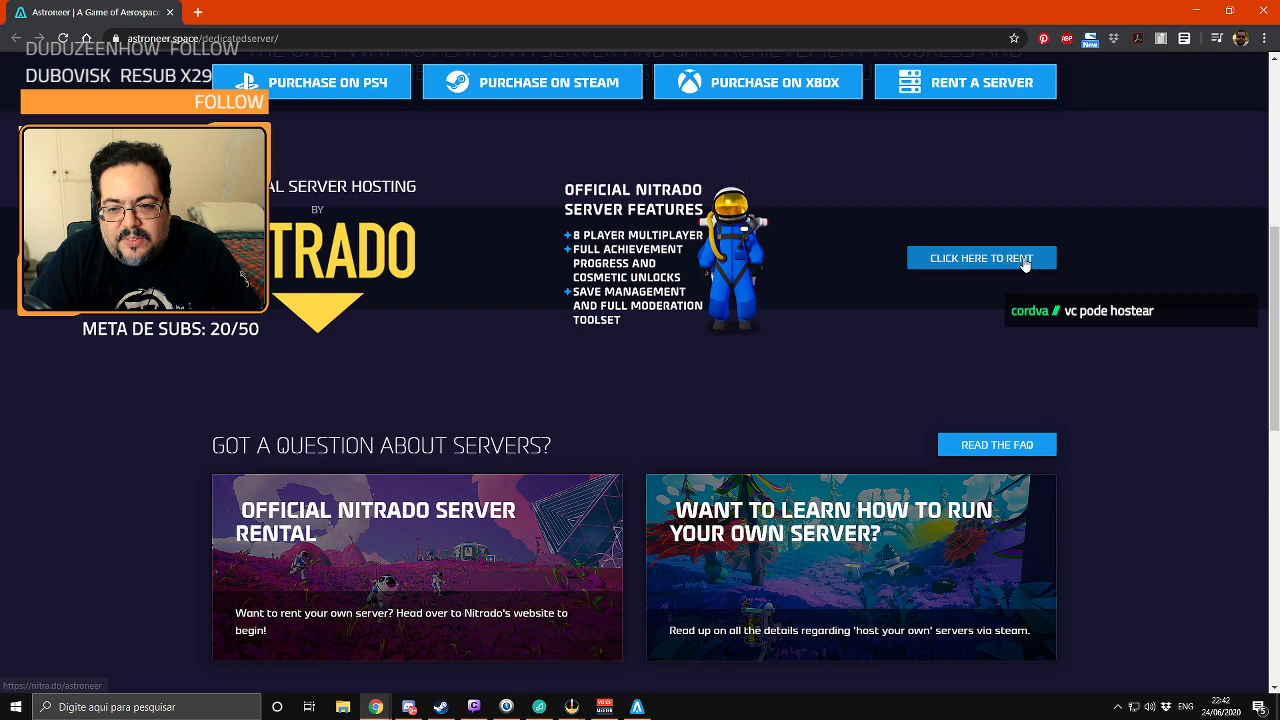 Astroneer | A Game of Aerospace
astroneer.space/dedicatedserver/
New
DUDUZEENHOW FOLLOW
DUBOVISK RESUB X29
FOLLOW
PURCHASE ON PS4
PURCHASE ON STEAM
PURCHASE ON XBOX
RENT A SERVER
AL SERVER HOSTING
BY
TRADO
OFFICIAL NITRADO
SERVER FEATURES
8 PLAYER MULTIPLAYER
FULL ACHIEVEMENT
PROGRESS AND
COSMETIC UNLOCKS
SAVE MANAGEMENT
AND FULL MODERATION
TOOLSET
CLICK HERE TO RENT
cordva // vc pode hostear
META DE SUBS: 20/50
GOT A QUESTION ABOUT SERVERS?
READ THE FAQ
OFFICIAL NITRADO SERVER
RENTAL
Want to rent your own server? Head over to Nitrado's website to
begin!
WANT TO LEARN HOW TO RUN
YOUR OWN SERVER?
Read up on all the details regarding 'host your own' servers via steam.
https://nitra.do/astroneer
Digite aqui para pesquisar
ENG
22:42
24/06/2020